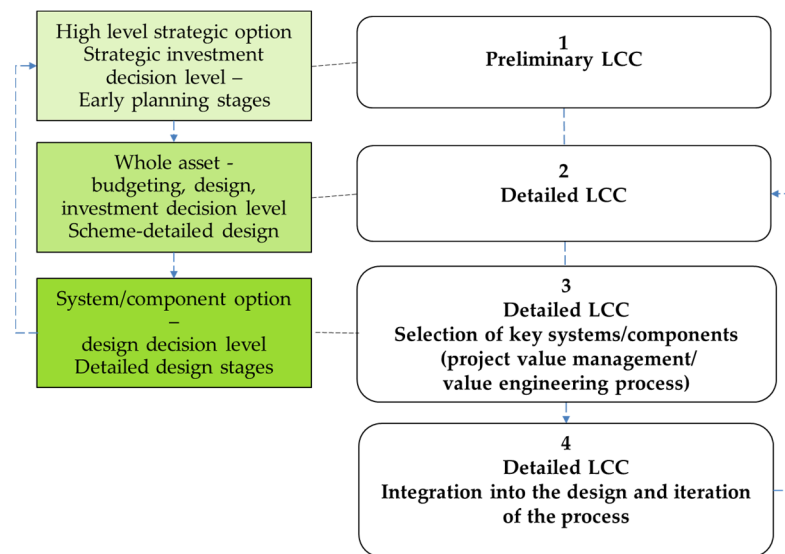 High level strategic option
Strategic investment
decision level –
Early planning stages
1
Preliminary LCC
Whole asset -
budgeting, design,
investment decision level
Scheme-detailed design
2
Detailed LCC
System/component option
–
design decision level
Detailed design stages
3
Detailed LCC
Selection of key systems/components
(project value management/
value engineering process)
4
Detailed LCC
Integration into the design and iteration
of the process